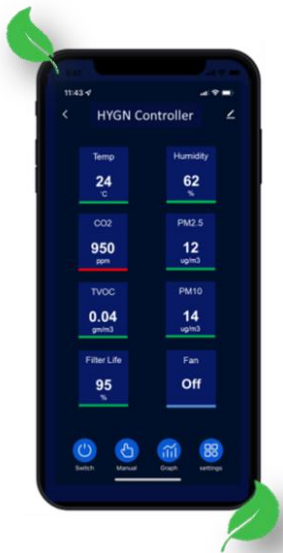 11:43
HYGN Controller
Temp
Humidity
24
62
°C
%
CO2
PM2.5
950
12
ppm
ug/m3
TVOC
PM10
0.04
14
gm/m3
ug/m3
Filter Life
Fan
95
Off
%
Switch
Manual
Graph
settings